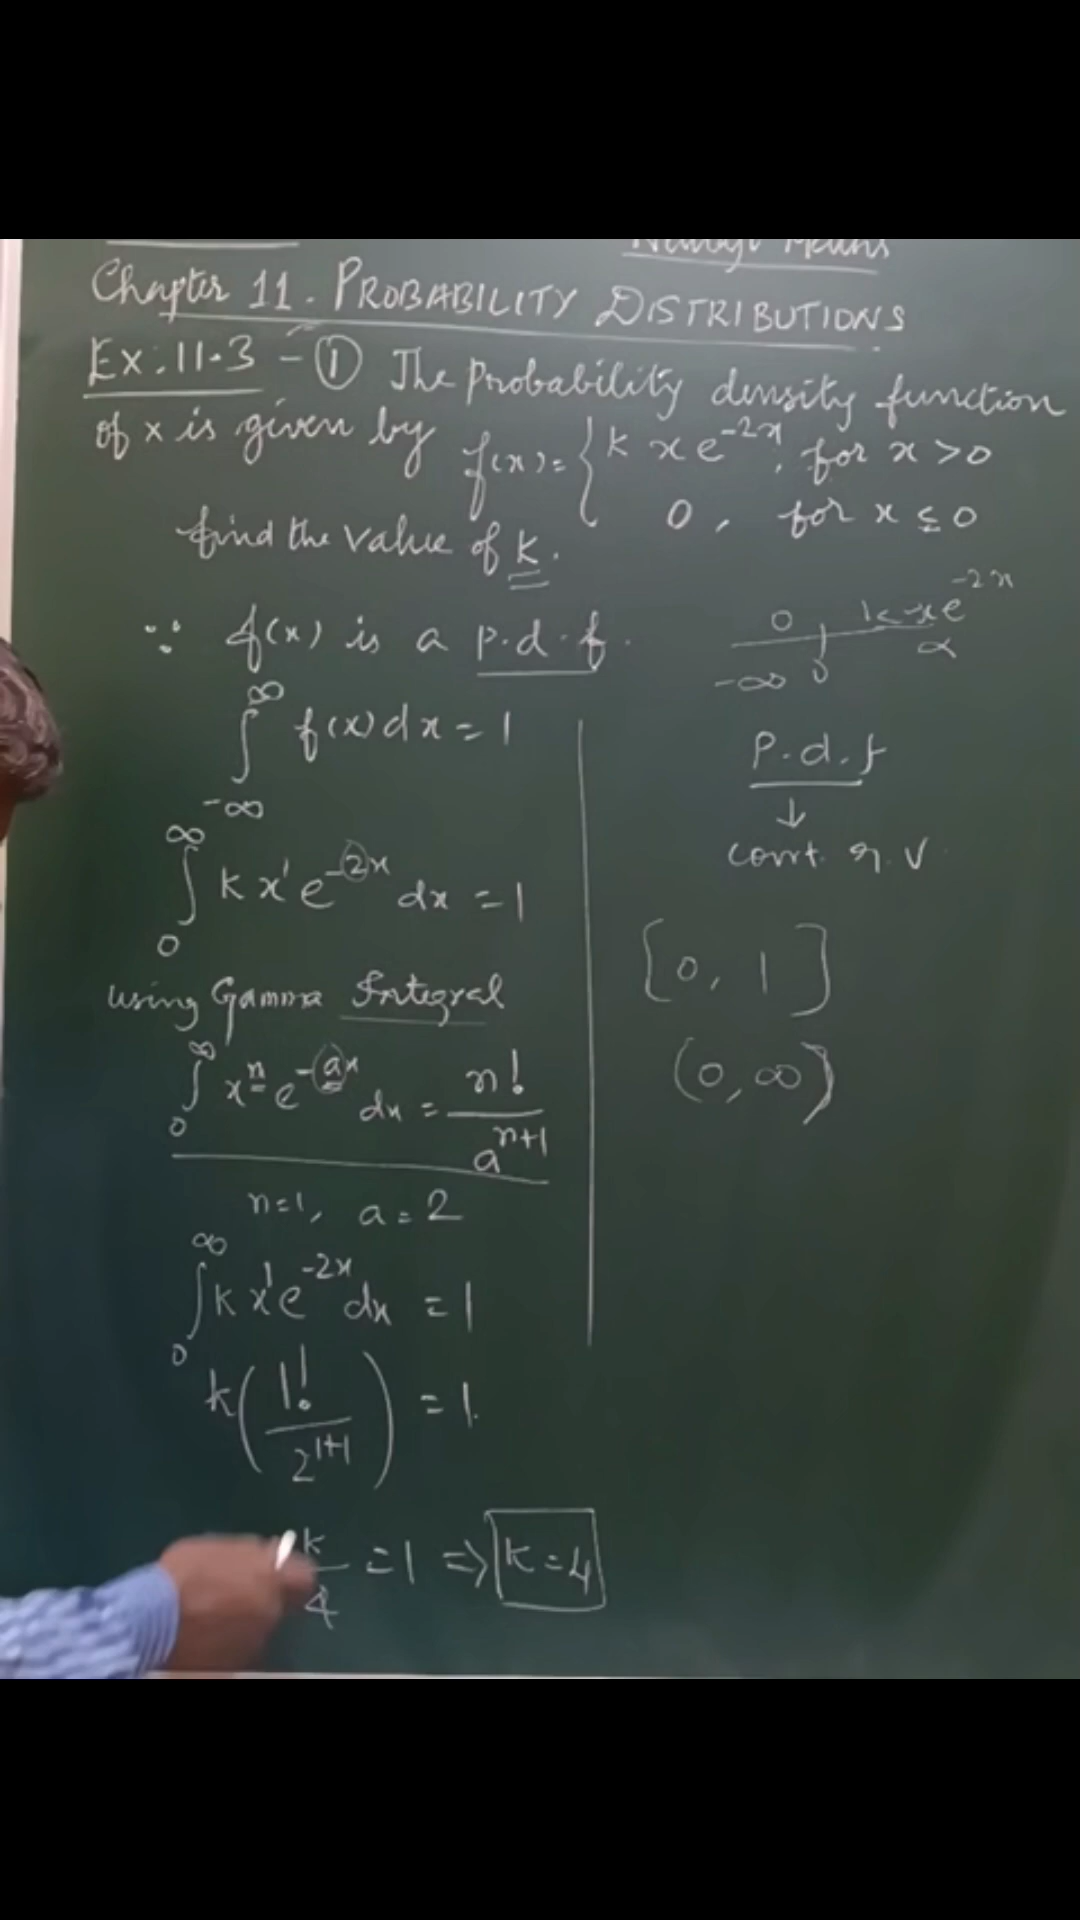 Chapter 11. PROBABILITY DISTRIBUTIONS
Ex: 11.3 - ① The Probability density function
of x is given by f(x) = { k x e^-2x, for x > 0
0, for x ≤ 0
find the value of k.
∵ f(x) is a p.d.f.
∫_-∞^∞ f(x) dx = 1
∫_0^∞ k x^1 e^-2x dx = 1
using Gamma Integral
∫_0^∞ x^n e^-ax dx = n! / a^n+1
n=1, a = 2
∫_0^∞ k x^1 e^-2x dx = 1
k ( 1! / 2^1+1 ) = 1.
k/4 = 1 ⇒ k = 4
0 k x e^-2x
-∞ 0 α
P.d.f
↓
cont. r.v.
[0, 1]
(0, ∞)